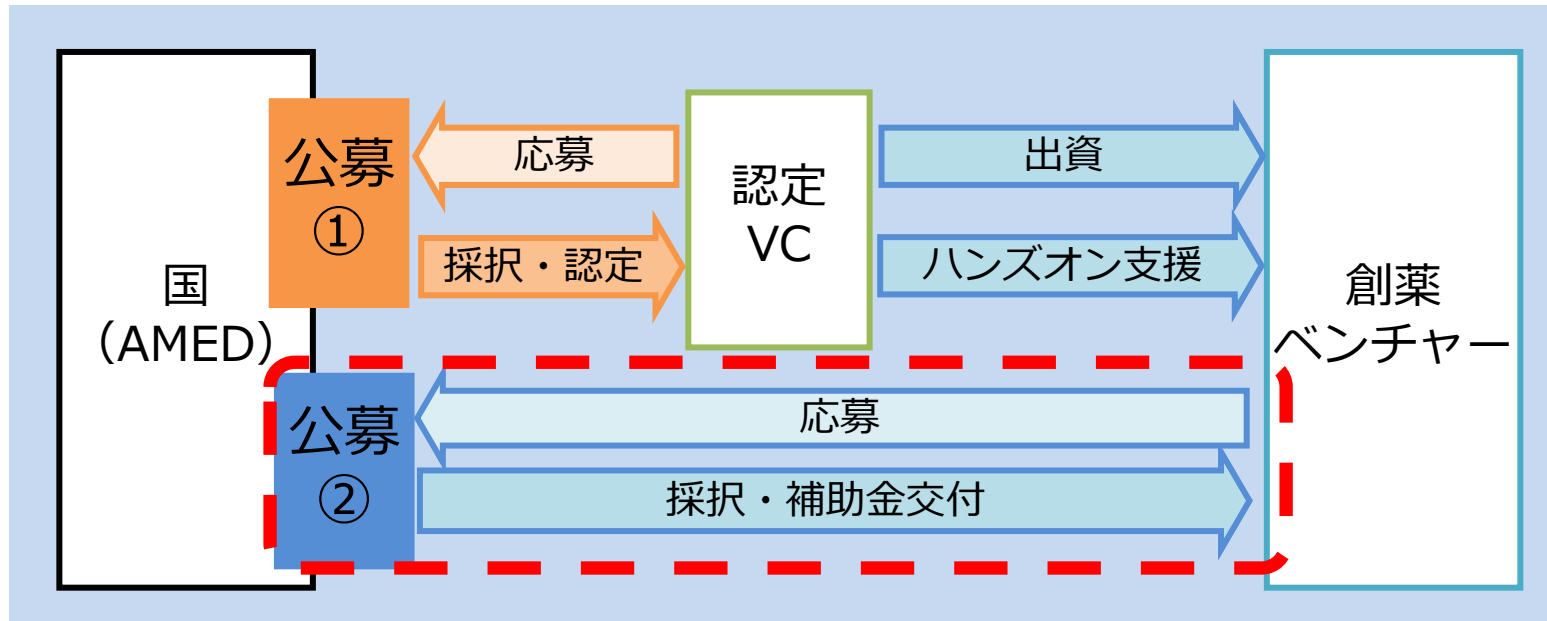 国
（AMED）
公募
①
応募
採択・認定
認定
VC
出資
ハンズオン支援
創薬
ベンチャー
公募
②
応募
採択・補助金交付